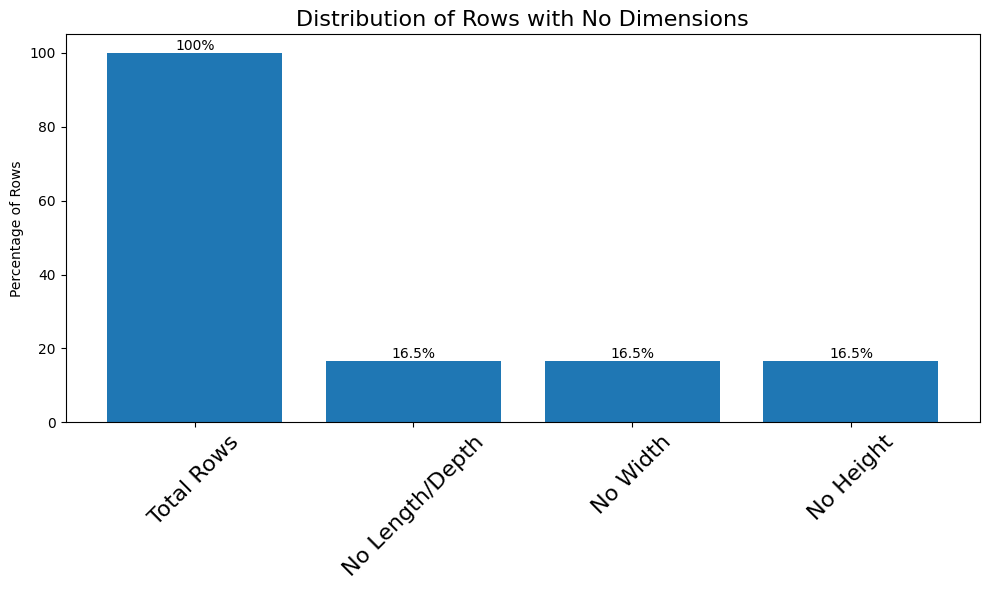 Distribution of Rows with No Dimensions
100%
100
80
60
40
20
0
Percentage of Rows
16.5%
16.5%
16.5%
Total Rows
No Length/Depth
No Width
No Height